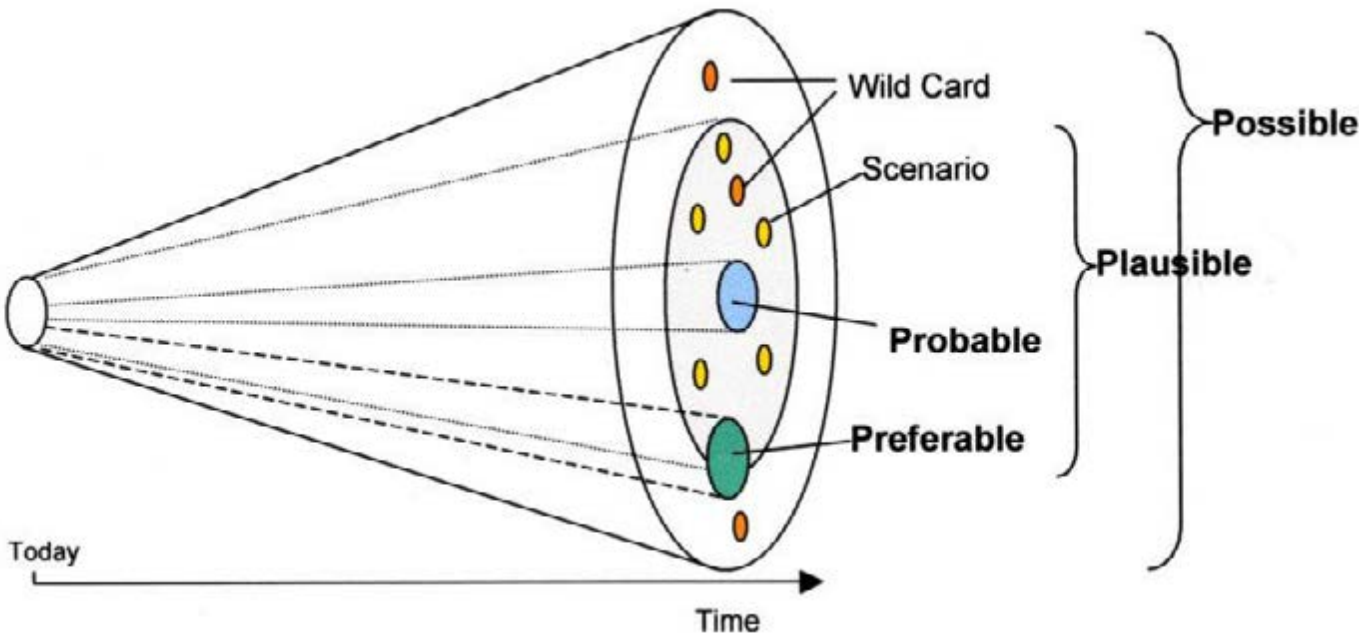 Wild Card
Possible
Scenario
Plausible
Probable
Preferable
Today
Time